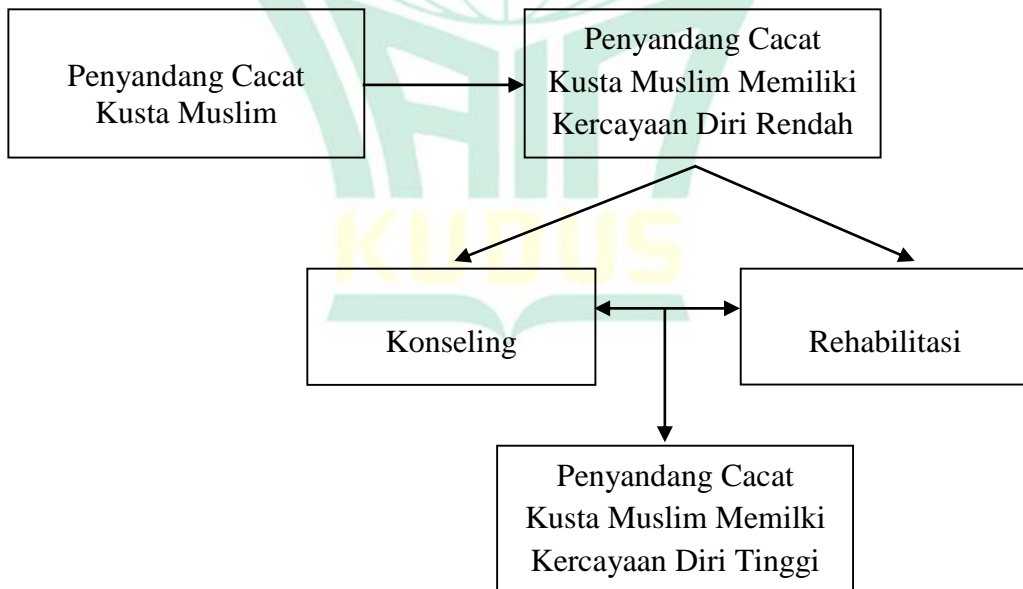 Penyandang Cacat
Kusta Muslim
Penyandang Cacat
Kusta Muslim Memiliki
Kercayaan Diri Rendah
KUDUS
Konseling
Rehabilitasi
Penyandang Cacat
Kusta Muslim Memilki
Kercayaan Diri Tinggi